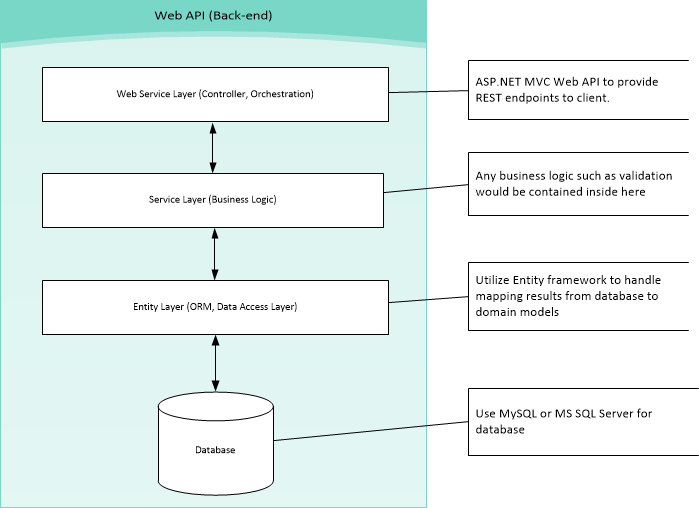 Web API (Back-end)
Web Service Layer (Controller, Orchestration)
ASP.NET MVC Web API to provide
REST endpoints to client.
Service Layer (Business Logic)
Any business logic such as validation
would be contained inside here
Entity Layer (ORM, Data Access Layer)
Utilize Entity framework to handle
mapping results from database to
domain models
Database
Use MySQL or MS SQL Server for
database